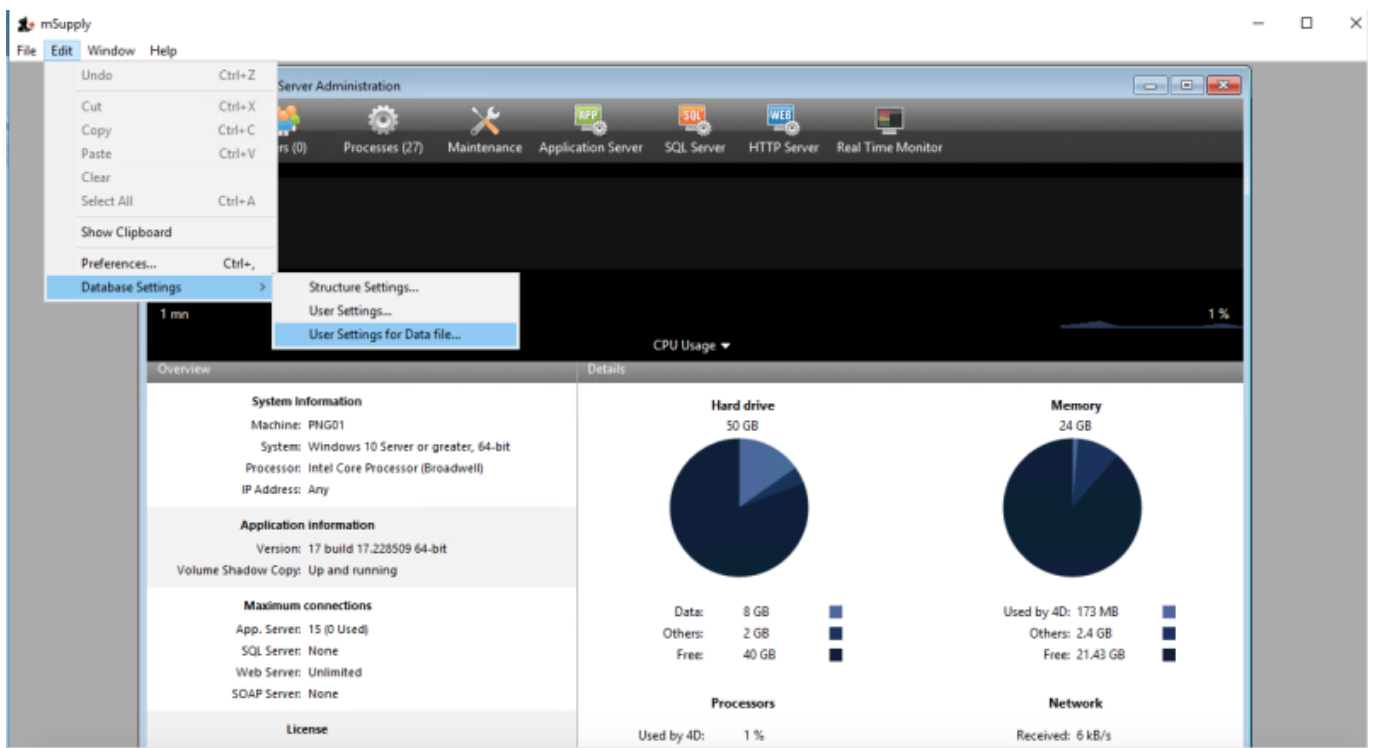 mSupply
File Edit Window Help
Undo Ctrl+Z
Cut Ctrl+X
Copy Ctrl+C
Paste Ctrl+V
Clear
Select All Ctrl+A
Show Clipboard
Preferences... Ctrl+,
Database Settings >
Structure Settings...
User Settings...
User Settings for Data file...
Server Administration
rs (0) Processes (27) Maintenance Application Server SQL Server HTTP Server Real Time Monitor
APP SQL WEB
1 mn 1 %
CPU Usage
Overview
System Information
Machine: PNG01
System: Windows 10 Server or greater, 64-bit
Processor: Intel Core Processor (Broadwell)
IP Address: Any
Application information
Version: 17 build 17.228509 64-bit
Volume Shadow Copy: Up and running
Maximum connections
App. Server: 15 (0 Used)
SQL Server: None
Web Server: Unlimited
SOAP Server: None
License
Details
Hard drive
50 GB
Data: 8 GB
Others: 2 GB
Free: 40 GB
Memory
24 GB
Used by 4D: 173 MB
Others: 2.4 GB
Free: 21.43 GB
Processors
Used by 4D: 1 %
Network
Received: 6 kB/s